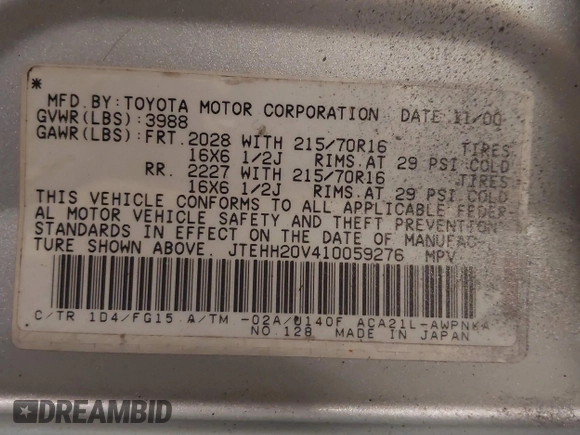 *
MFD.BY:TOYOTA MOTOR CORPORATION DATE 11/00
GVWR(LBS):3988
GAWR(LBS):FRT.2028 WITH 215/70R16 TIRES
16X6 1/2J RIMS.AT 29 PSI COLD
RR. 2227 WITH 215/70R16 TIRES
16X6 1/2J RIMS.AT 29 PSI COLD
THIS VEHICLE CONFORMS TO ALL APPLICABLE FEDER
AL MOTOR VEHICLE SAFETY AND THEFT PREVENTION
STANDARDS IN EFFECT ON THE DATE OF MANUFAC
TURE SHOWN ABOVE. JTEHH20V410059276 MPV
C/TR 1D4/FG15 A/TM -02A/U140F ACA21L-AWPNKA
NO.128 MADE IN JAPAN
DREAMBID